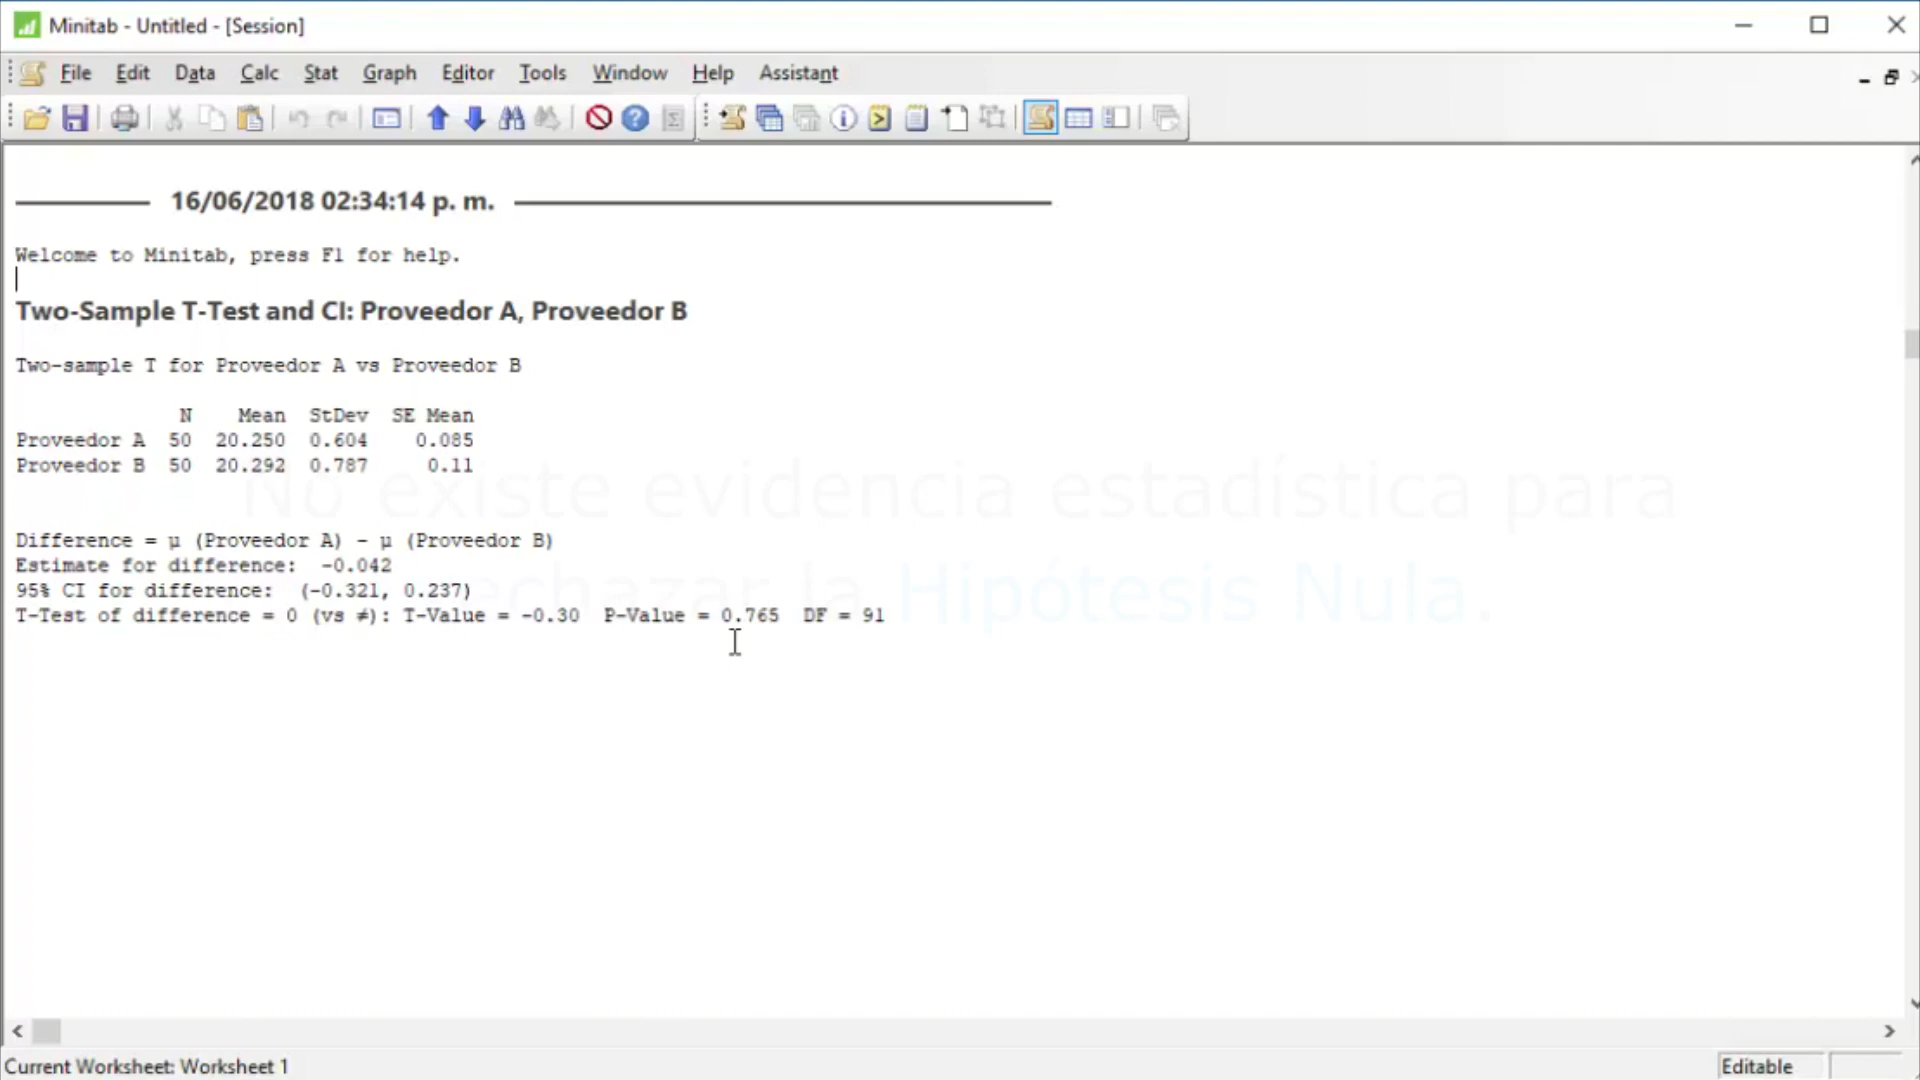 Minitab - Untitled - [Session]
File Edit Data Calc Stat Graph Editor Tools Window Help Assistant
16/06/2018 02:34:14 p. m.
Welcome to Minitab, press F1 for help.
Two-Sample T-Test and CI: Proveedor A, Proveedor B
Two-sample T for Proveedor A vs Proveedor B
N Mean StDev SE Mean
Proveedor A 50 20.250 0.604 0.085
Proveedor B 50 20.292 0.787 0.11
No existe evidencia estadística para
Difference = μ (Proveedor A) - μ (Proveedor B)
Estimate for difference: -0.042
95% CI for difference: (-0.321, 0.237)
rechazar la Hipótesis Nula.
T-Test of difference = 0 (vs ≠): T-Value = -0.30 P-Value = 0.765 DF = 91
Current Worksheet: Worksheet 1
Editable